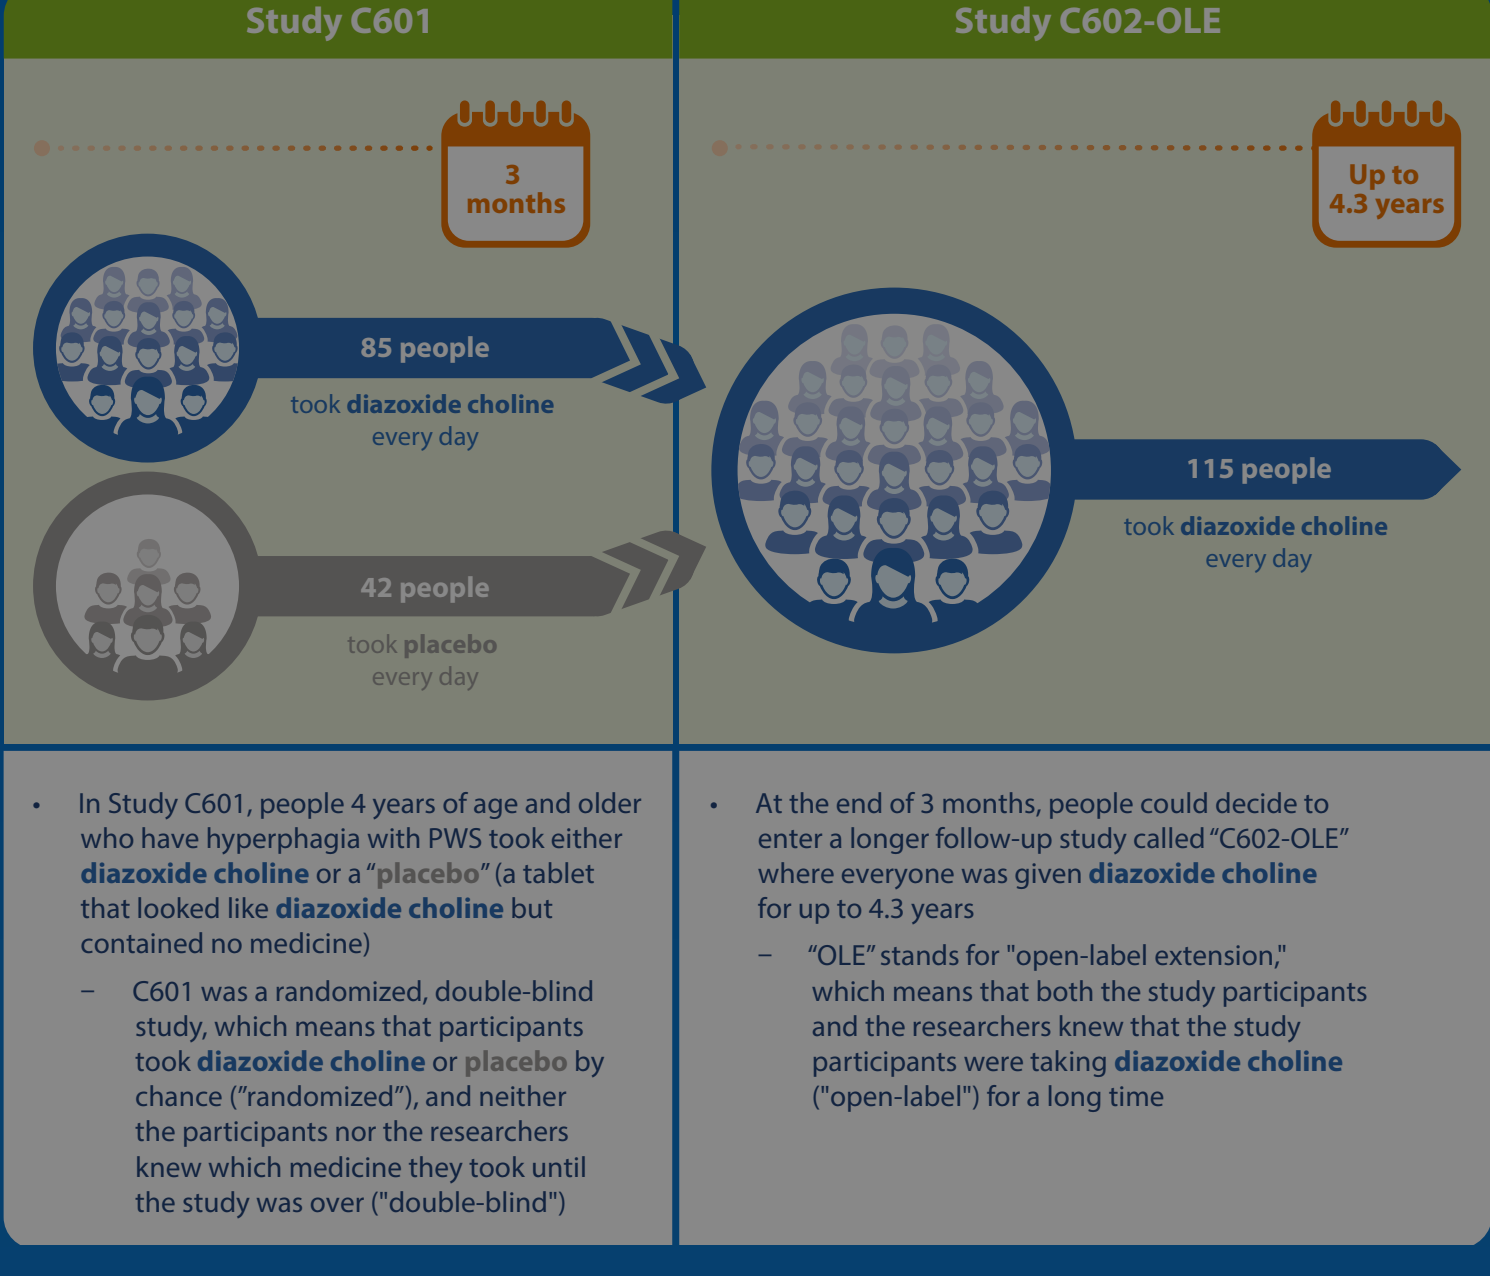 Study C601
3
months
85 people
took diazoxide choline
every day
42 people
took placebo
every day
• In Study C601, people 4 years of age and older
who have hyperphagia with PWS took either
diazoxide choline or a “placebo” (a tablet
that looked like diazoxide choline but
contained no medicine)
– C601 was a randomized, double-blind
study, which means that participants
took diazoxide choline or placebo by
chance (”randomized”), and neither
the participants nor the researchers
knew which medicine they took until
the study was over ("double-blind")
Study C602-OLE
Up to
4.3 years
115 people
took diazoxide choline
every day
• At the end of 3 months, people could decide to
enter a longer follow-up study called “C602-OLE”
where everyone was given diazoxide choline
for up to 4.3 years
– “OLE” stands for "open-label extension,"
which means that both the study participants
and the researchers knew that the study
participants were taking diazoxide choline
("open-label") for a long time